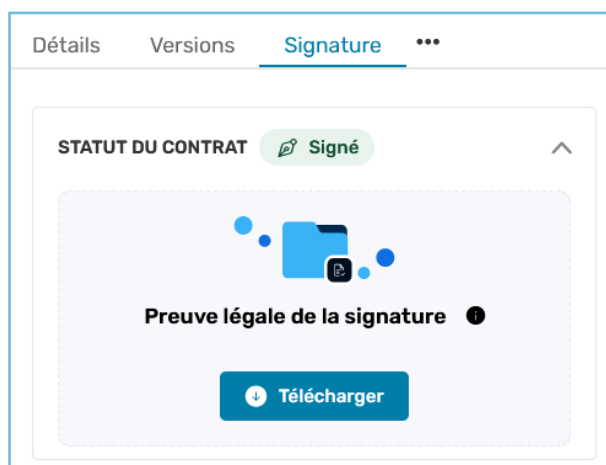 Détails Versions Signature •••
STATUT DU CONTRAT Signé
Preuve légale de la signature
Télécharger